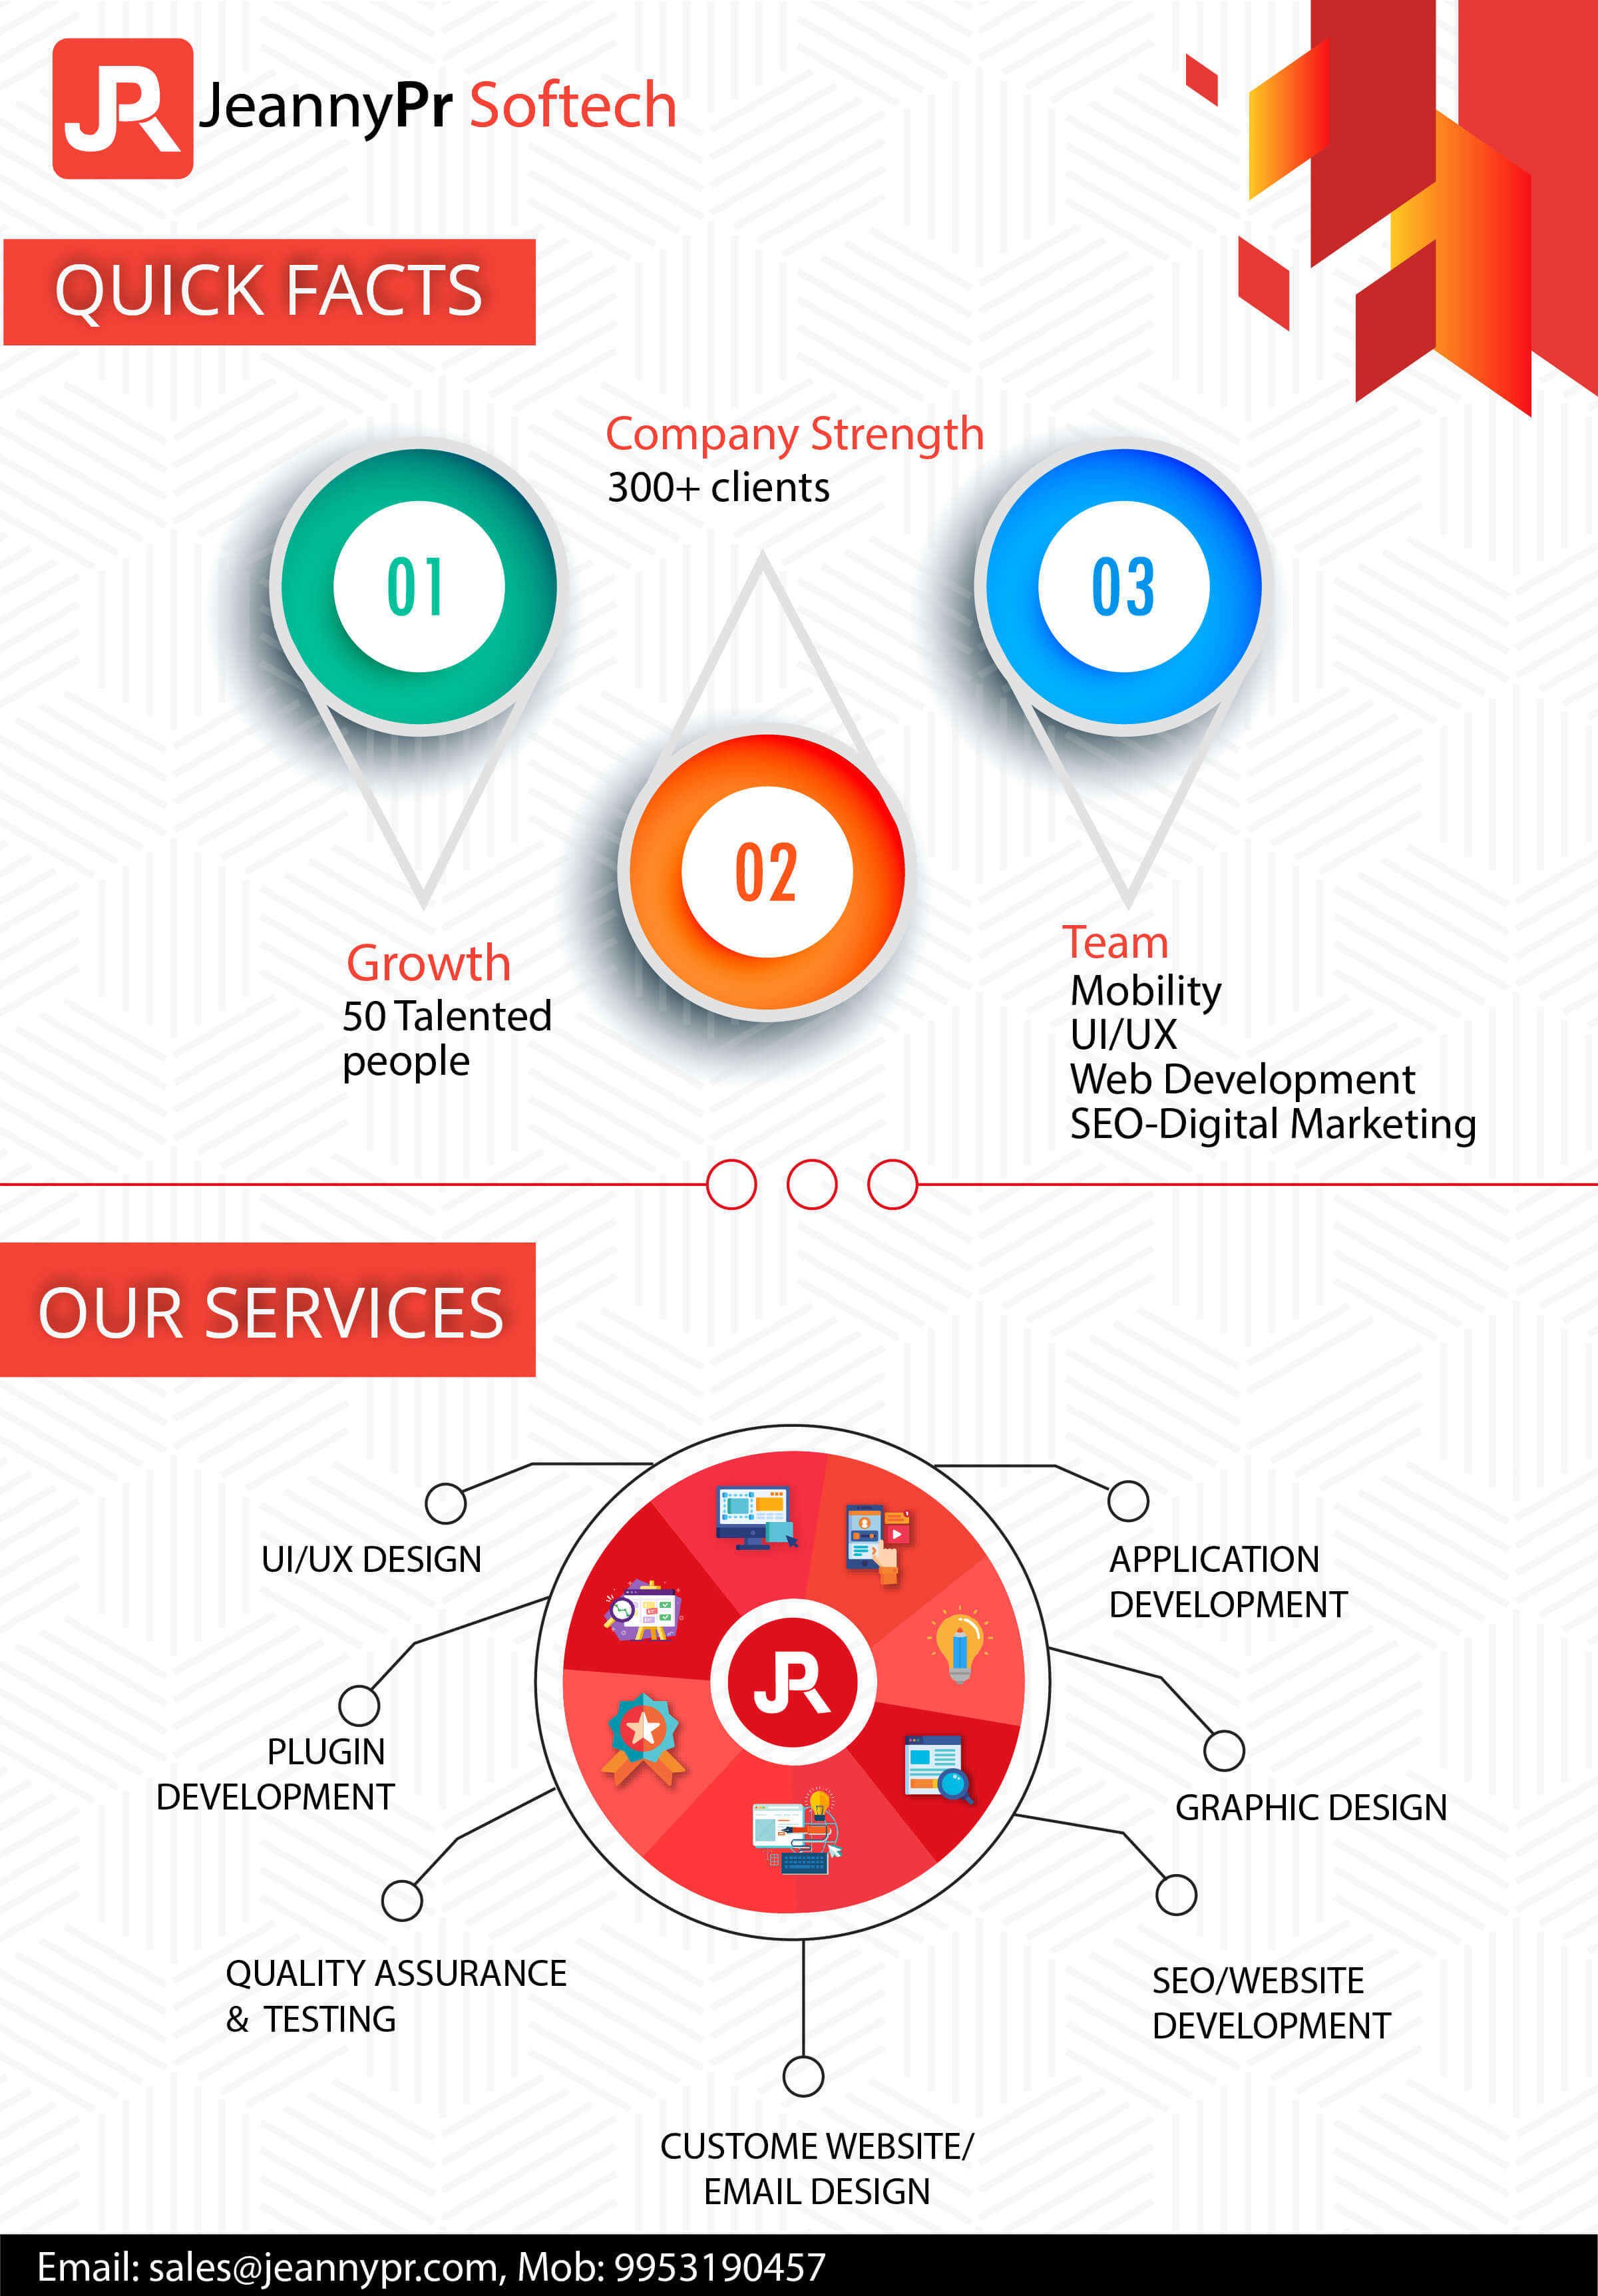 JR JeannyPr Softech
QUICK FACTS
Company Strength
300+ clients
01
03
02
Growth
50 Talented
people
Team
Mobility
UI/UX
Web Development
SEO-Digital Marketing
OUR SERVICES
UI/UX DESIGN
APPLICATION
DEVELOPMENT
JR
PLUGIN
DEVELOPMENT
GRAPHIC DESIGN
QUALITY ASSURANCE
& TESTING
SEO/WEBSITE
DEVELOPMENT
CUSTOME WEBSITE/
EMAIL DESIGN
Email: sales@jeannypr.com, Mob: 9953190457